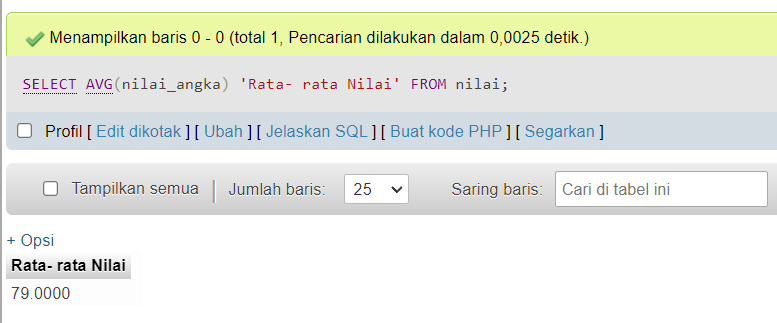 Menampilkan baris 0 - 0 (total 1, Pencarian dilakukan dalam 0,0025 detik.)
SELECT AVG(nilai_angka) 'Rata- rata Nilai' FROM nilai;
Profil [ Edit dikotak ] [ Ubah ] [ Jelaskan SQL ] [ Buat kode PHP ] [ Segarkan ]
Tampilkan semua | Jumlah baris: 25 Saring baris: Cari di tabel ini
+ Opsi
Rata- rata Nilai
79.0000